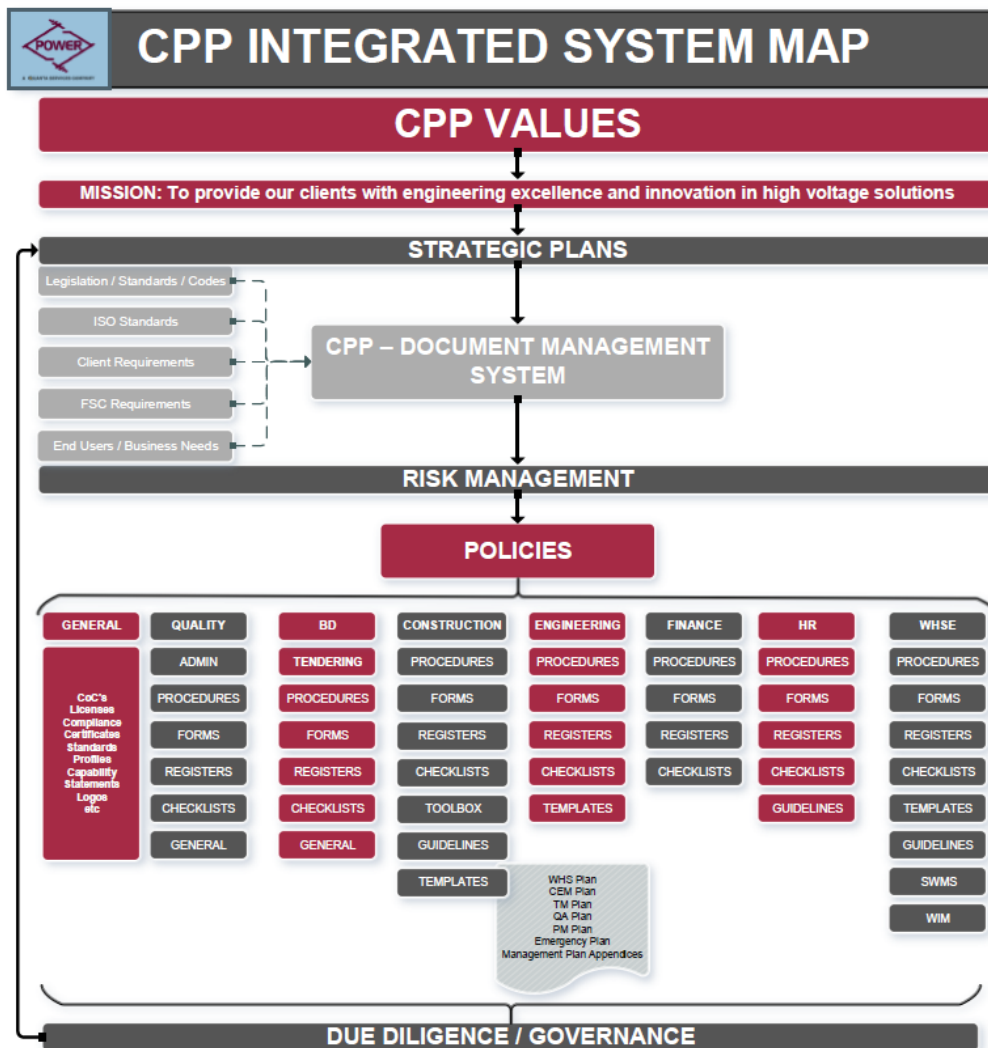 POWER
CPP INTEGRATED SYSTEM MAP
CPP VALUES
MISSION: To provide our clients with engineering excellence and innovation in high voltage solutions
STRATEGIC PLANS
Legislation / Standards / Codes
ISO Standards
Client Requirements
FSC Requirements
End Users / Business Needs
CPP – DOCUMENT MANAGEMENT
SYSTEM
RISK MANAGEMENT
POLICIES
GENERAL
CoC's
Licenses
Compliance
Certificates
Standards
Profiles
Capability
Statements
Logos
etc
QUALITY
ADMIN
PROCEDURES
FORMS
REGISTERS
CHECKLISTS
GENERAL
BD
TENDERING
PROCEDURES
FORMS
REGISTERS
CHECKLISTS
GENERAL
CONSTRUCTION
PROCEDURES
FORMS
REGISTERS
CHECKLISTS
TOOLBOX
GUIDELINES
TEMPLATES
ENGINEERING
PROCEDURES
FORMS
REGISTERS
CHECKLISTS
TEMPLATES
WHS Plan
CEM Plan
TM Plan
QA Plan
PM Plan
Emergency Plan
Management Plan Appendices
FINANCE
PROCEDURES
FORMS
REGISTERS
CHECKLISTS
HR
PROCEDURES
FORMS
REGISTERS
CHECKLISTS
GUIDELINES
WHSE
PROCEDURES
FORMS
REGISTERS
CHECKLISTS
TEMPLATES
GUIDELINES
SWMS
WIM
DUE DILIGENCE / GOVERNANCE